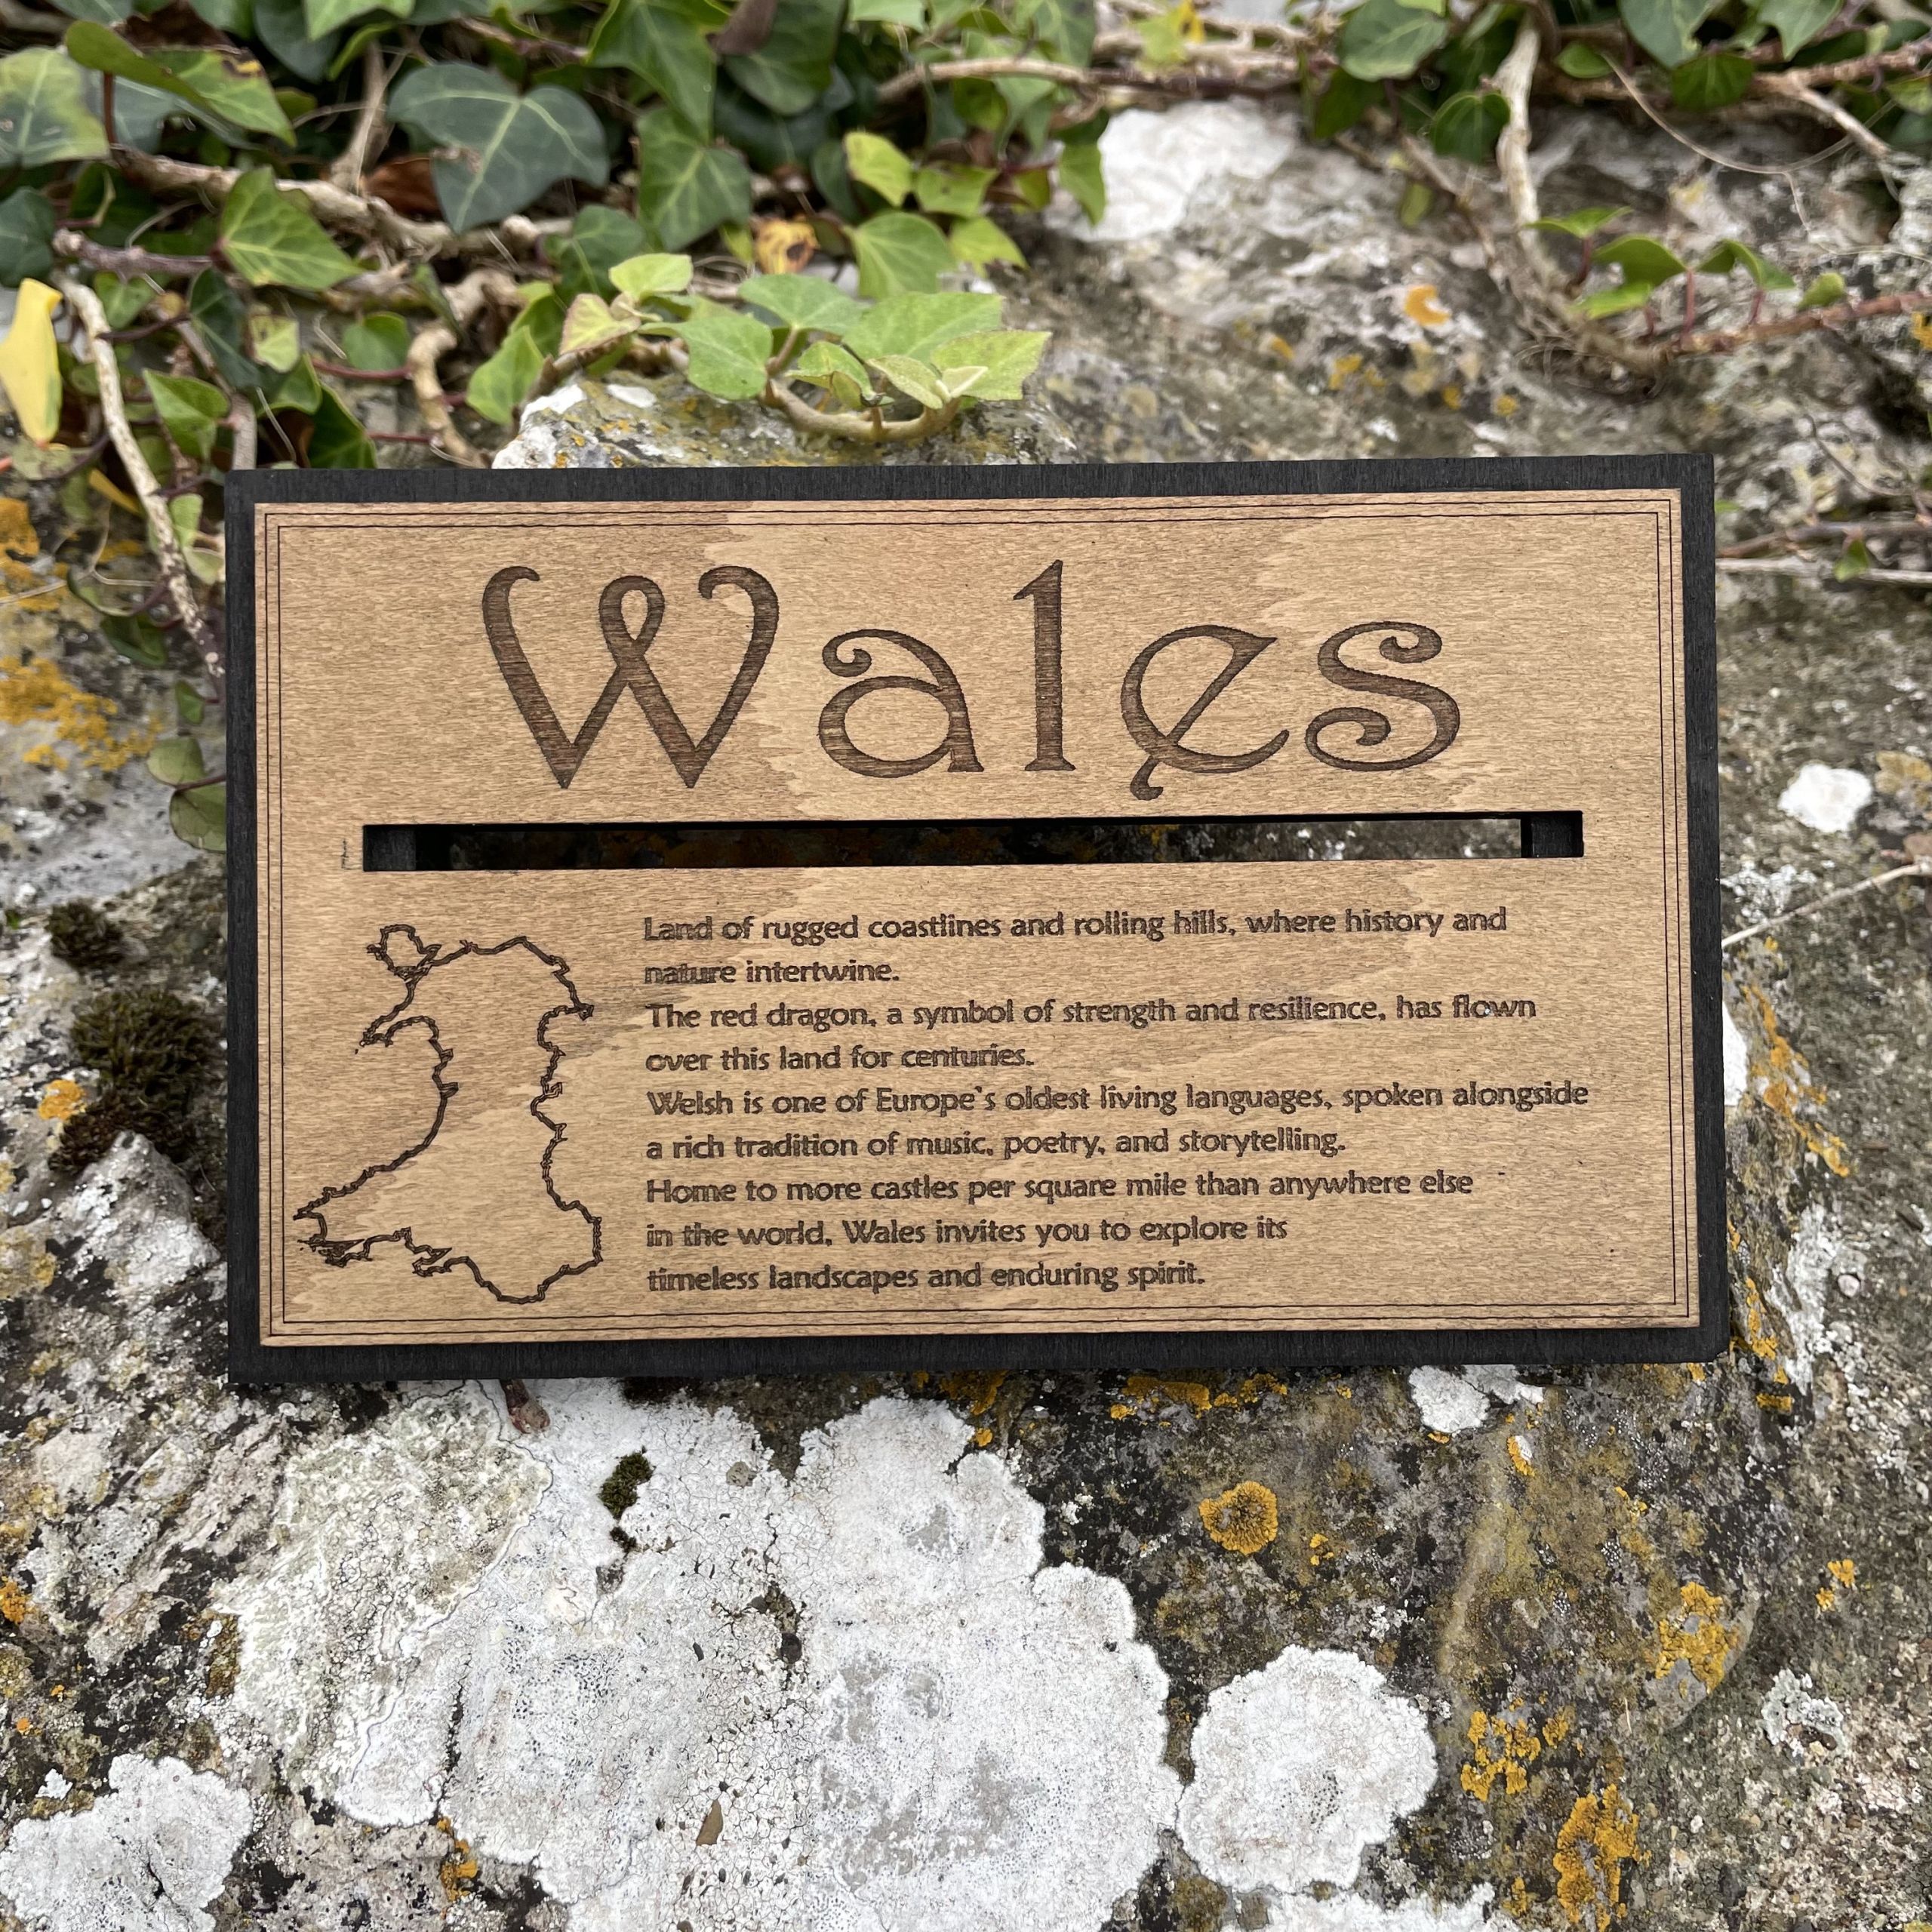 Wales
Land of rugged coastlines and rolling hills, where history and
nature intertwine.
The red dragon, a symbol of strength and resilience, has flown
over this land for centuries.
Welsh is one of Europe`s oldest living languages, spoken alongside
a rich tradition of music, poetry, and storytelling.
Home to more castles per square mile than anywhere else
in the world, Wales invites you to explore its
timeless landscapes and enduring spirit.